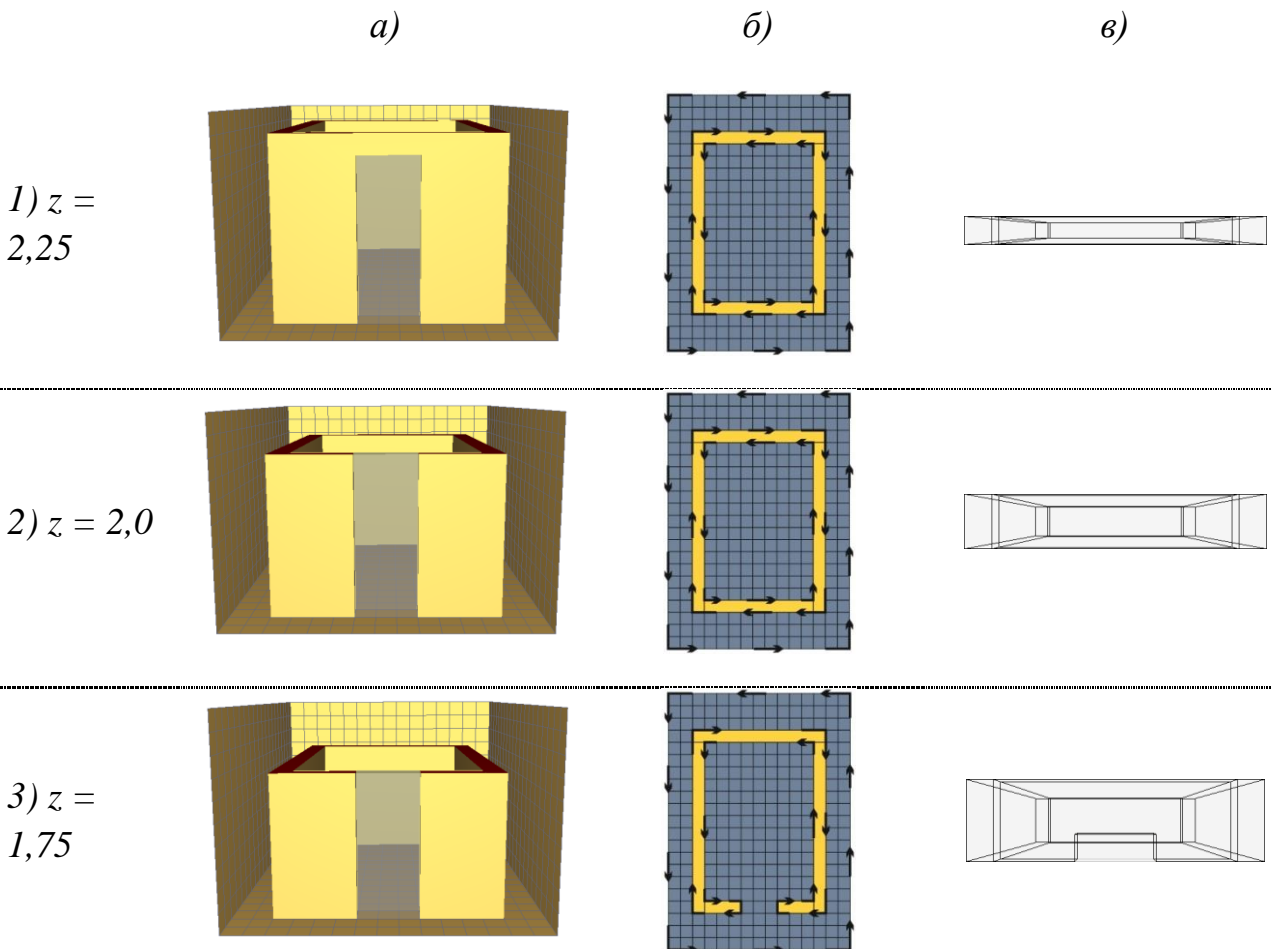 а) б) в)
1) z =
2,25
2) z = 2,0
3) z =
1,75